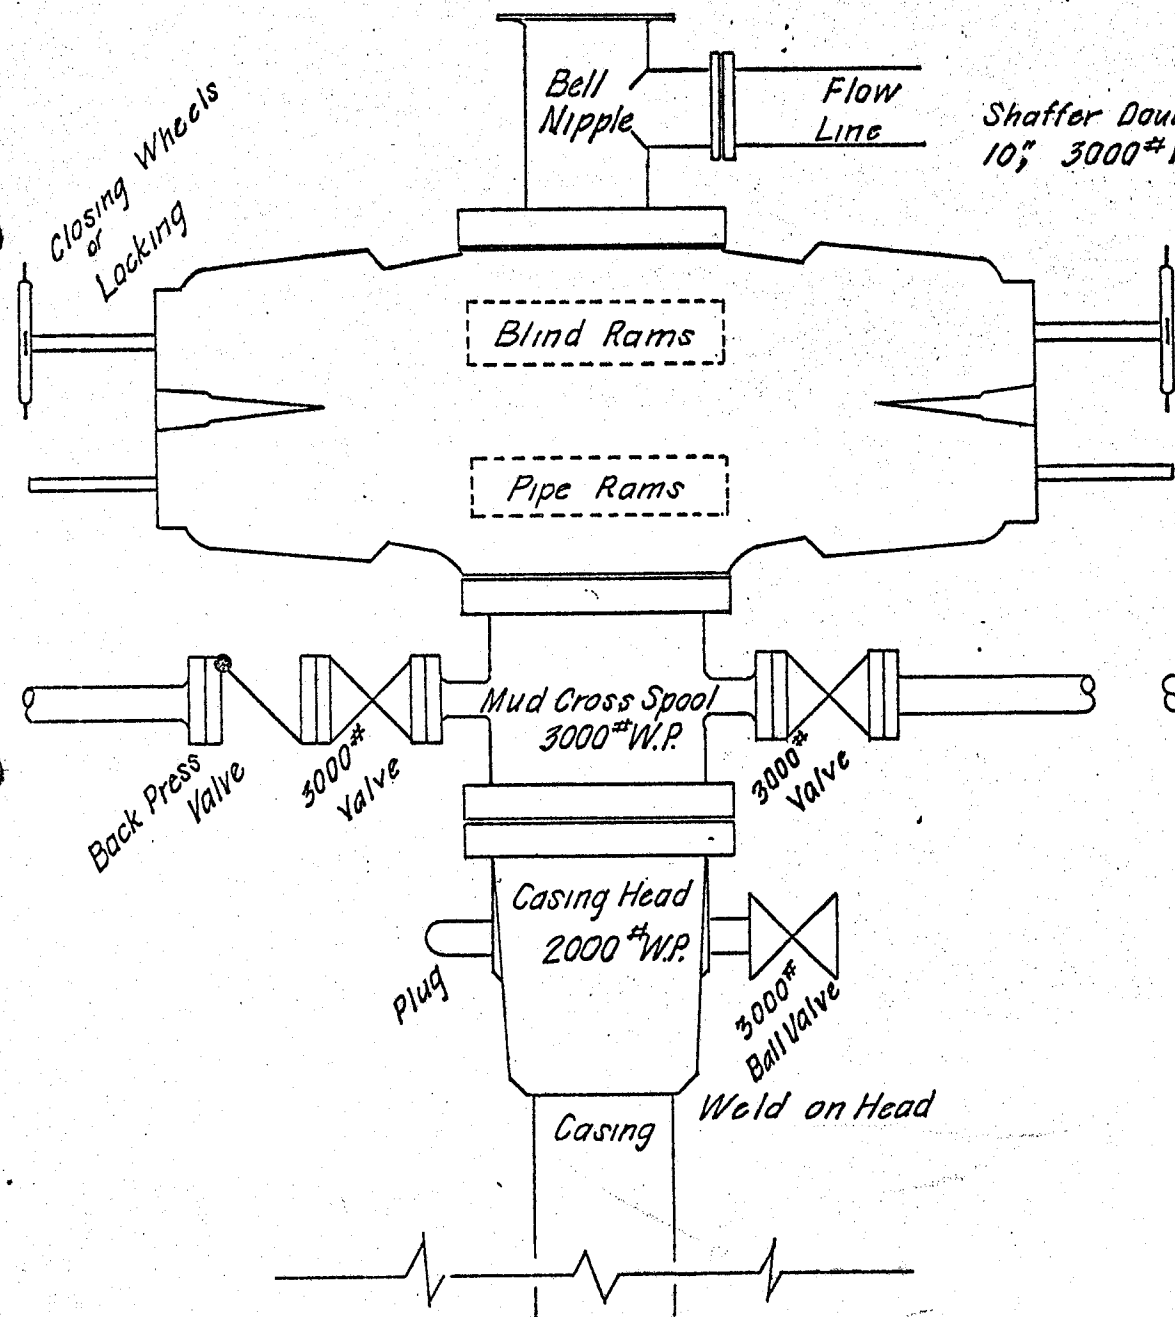 Bell
Nipple
Flow
Line
Shaffer
10", 3000#
Closing Wheels
or
Locking
Blind Rams
Pipe Rams
Mud Cross Spool
3000# W.P.
Back Press
Valve
3000#
Valve
3000#
Valve
Casing Head
2000# W.P.
Plug
3000#
Ball Valve
Weld on Head
Casing